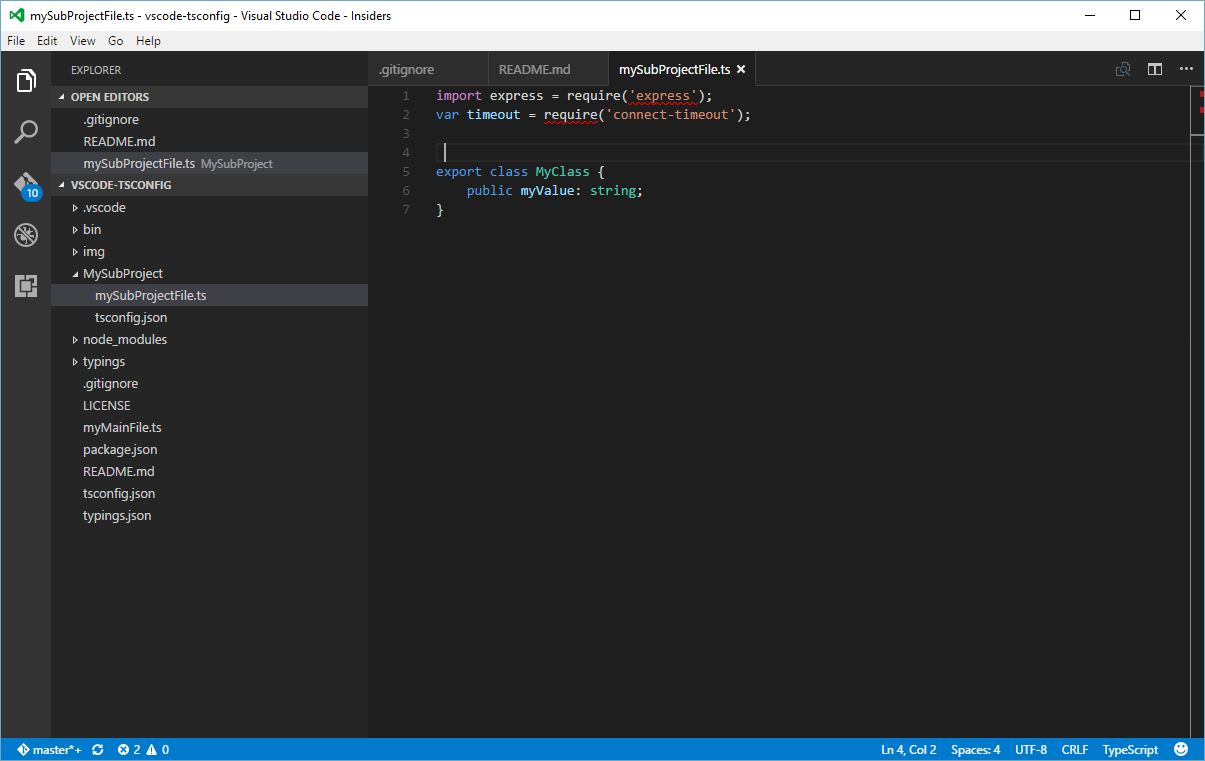 mySubProjectFile.ts - vscode-tsconfig - Visual Studio Code - Insiders
File Edit View Go Help
EXPLORER
OPEN EDITORS
.gitignore
README.md
mySubProjectFile.ts MySubProject
10
VSCODE-TSCONFIG
.vscode
bin
img
MySubProject
mySubProjectFile.ts
tsconfig.json
node_modules
typings
.gitignore
LICENSE
myMainFile.ts
package.json
README.md
tsconfig.json
typings.json
.gitignore README.md mySubProjectFile.ts
1 import express = require('express');
2 var timeout = require('connect-timeout');
3
4
5 export class MyClass {
6 public myValue: string;
7 }
master*+ 2 0 Ln 4, Col 2 Spaces: 4 UTF-8 CRLF TypeScript